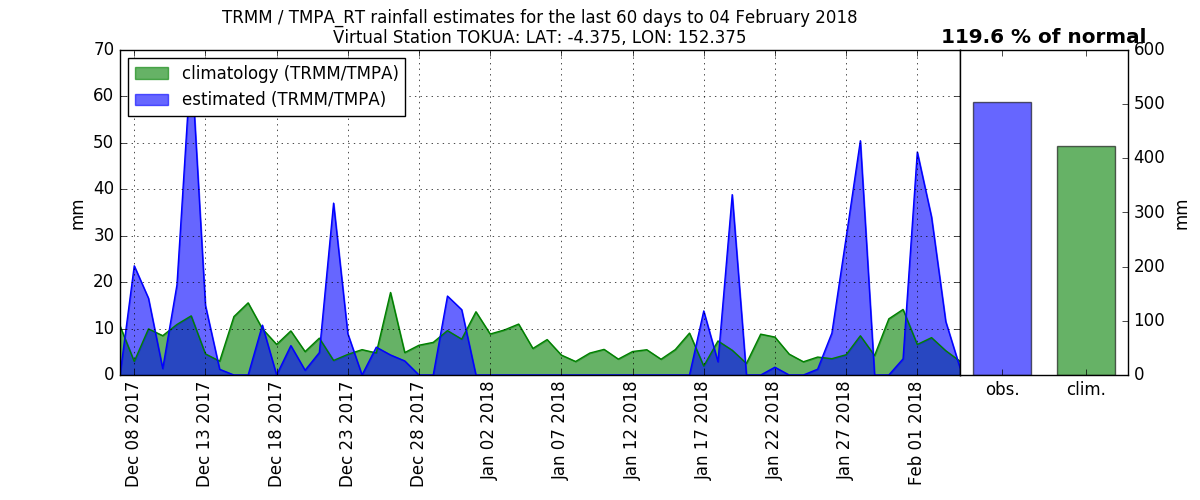 TRMM / TMPA_RT rainfall estimates for the last 60 days to 04 February 2018
Virtual Station TOKUA: LAT: -4.375, LON: 152.375
119.6 % of normal
climatology (TRMM/TMPA)
estimated (TRMM/TMPA)
mm
70
60
50
40
30
20
10
0
Dec 08 2017
Dec 13 2017
Dec 18 2017
Dec 23 2017
Dec 28 2017
Jan 02 2018
Jan 07 2018
Jan 12 2018
Jan 17 2018
Jan 22 2018
Jan 27 2018
Feb 01 2018
obs.
clim.
600
500
400
300
200
100
0
mm